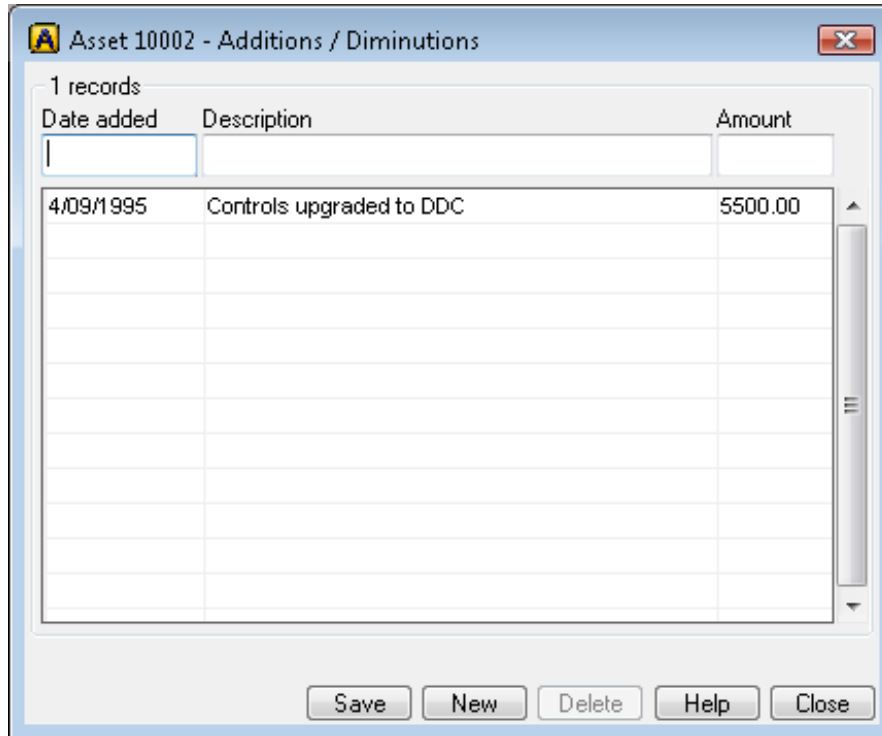 A Asset 10002 - Additions / Diminutions
1 records
Date added Description Amount
4/09/1995 Controls upgraded to DDC 5500.00
Save New Delete Help Close